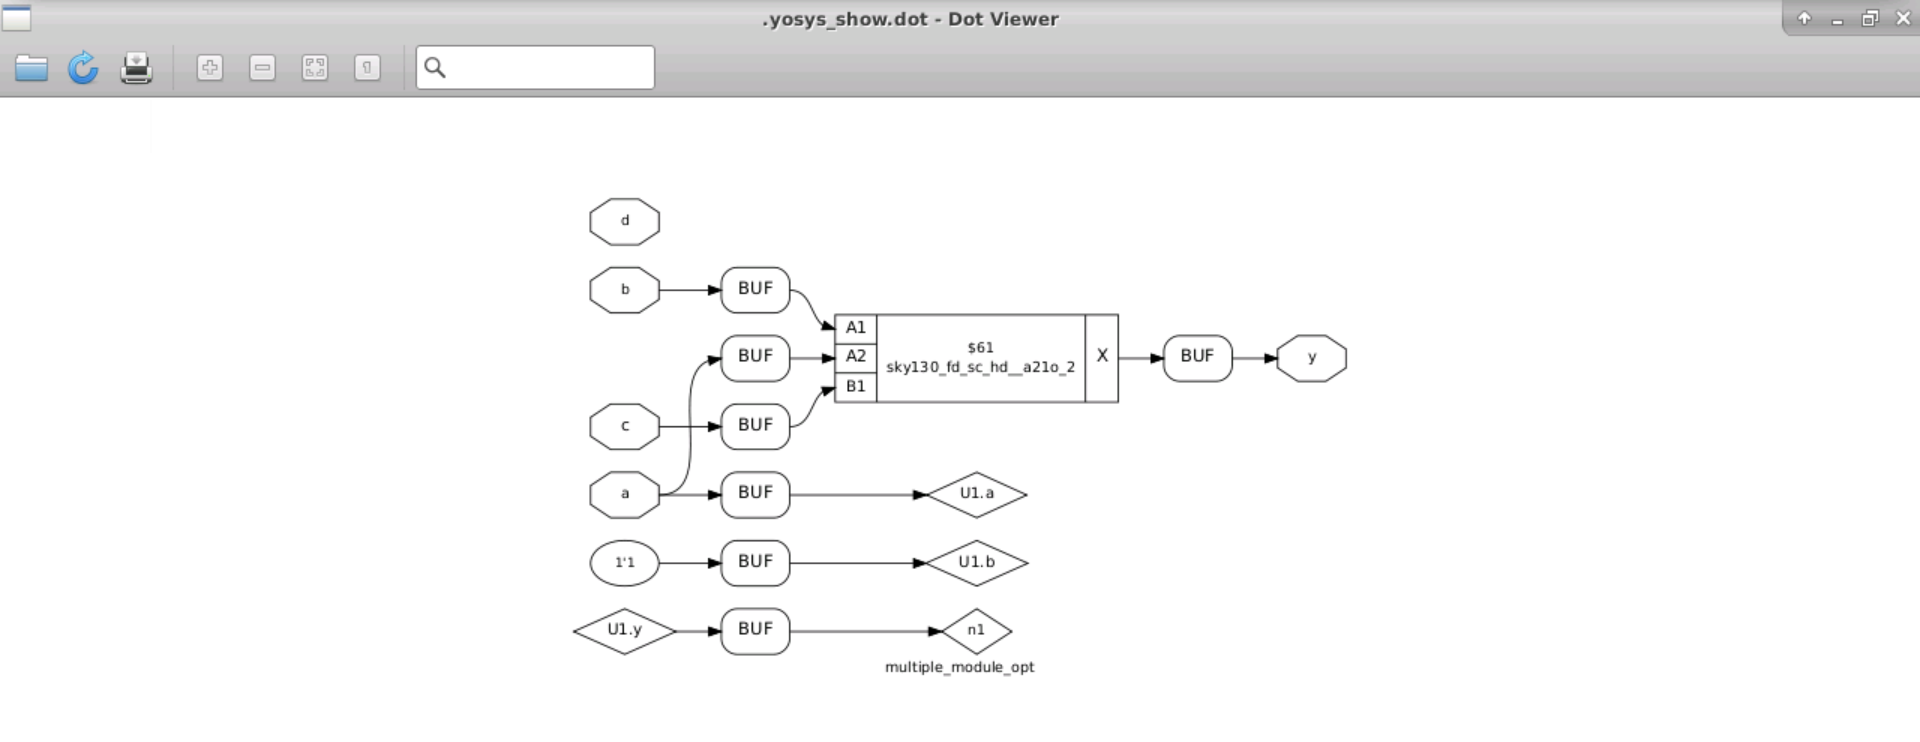 .yosys_show.dot - Dot Viewer
d
b
BUF
A1
BUF
A2
$61
sky130_fd_sc_hd__a21o_2
X
BUF
y
B1
c
BUF
a
BUF
U1.a
1'1
BUF
U1.b
U1.y
BUF
n1
multiple_module_opt